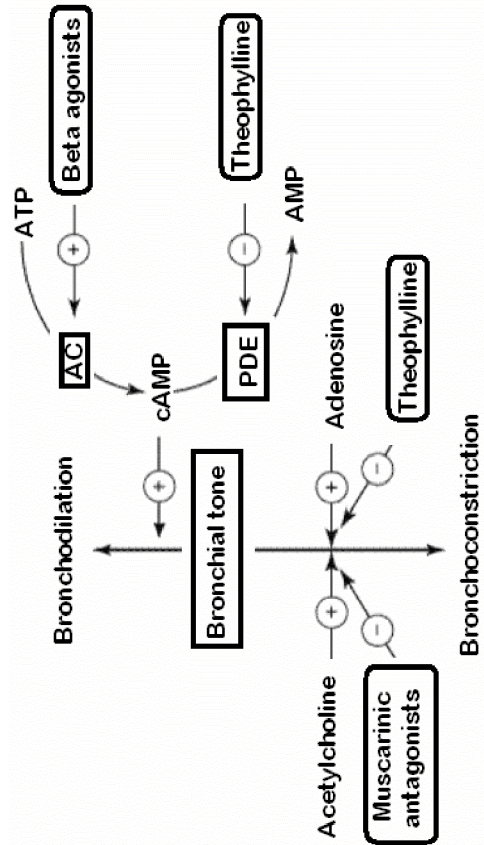 ATP
Beta agonists
+
AC
Bronchodilation
cAMP
+
Theophylline
−
PDE
AMP
Bronchial tone
Acetylcholine
+
+
Adenosine
−
−
Muscarinic
antagonists
Theophylline
Bronchoconstriction